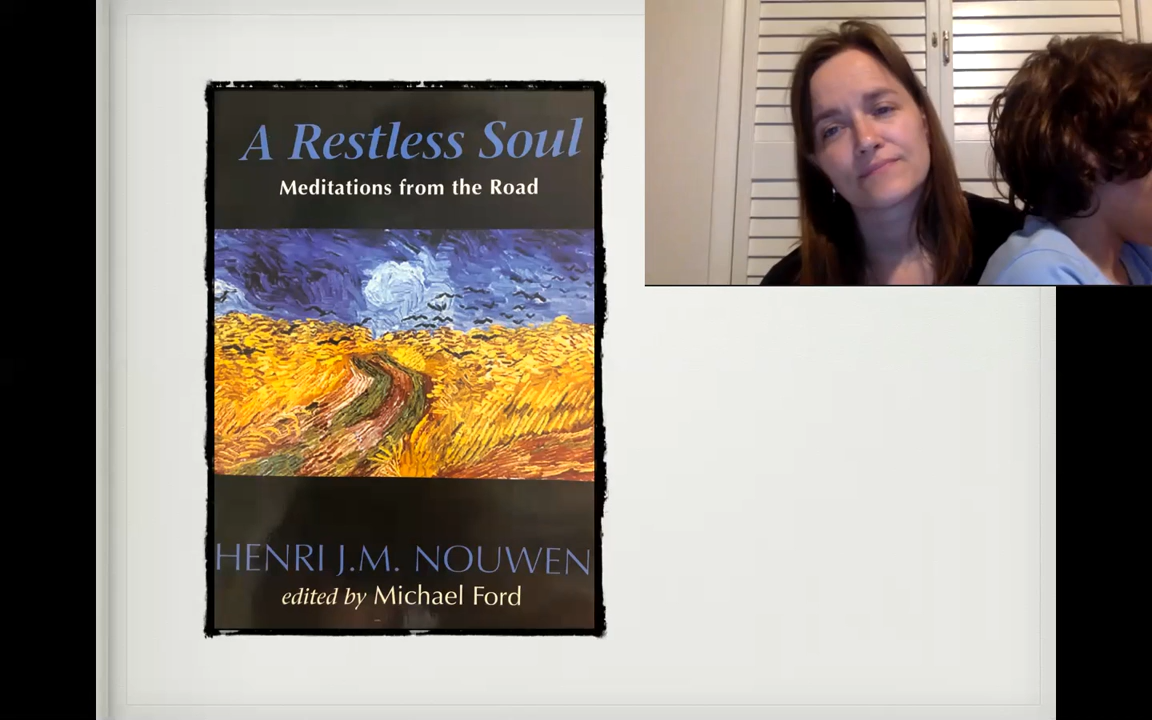 A Restless Soul
Meditations from the Road
HENRI J.M. NOUWEN
edited by Michael Ford